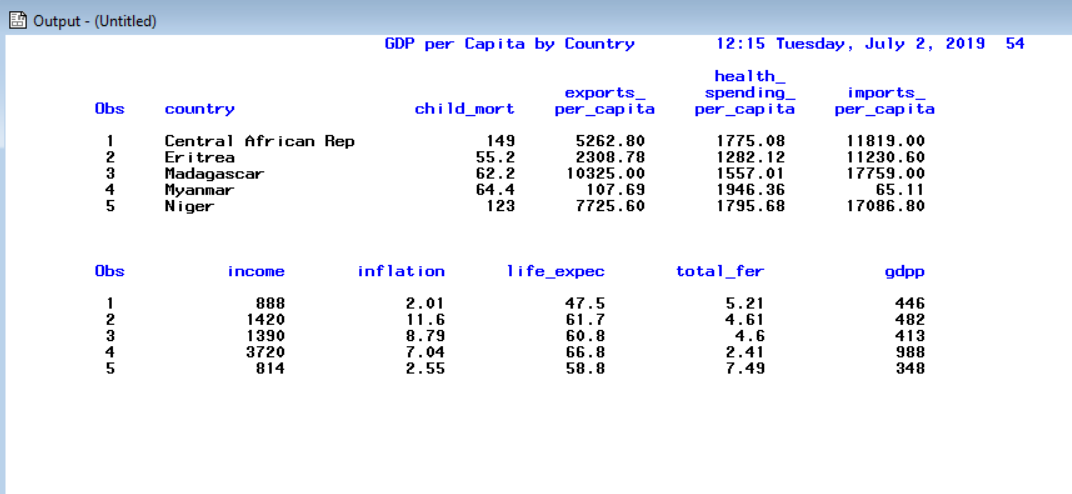 Output - (Untitled)
GDP per Capita by Country 12:15 Tuesday, July 2, 2019 54
health_
exports_ spending_ imports_
Obs country child_mort per_capita per_capita per_capita
1 Central African Rep 149 5262.80 1775.08 11819.00
2 Eritrea 55.2 2308.78 1282.12 11230.60
3 Madagascar 62.2 10325.00 1557.01 17759.00
4 Myanmar 64.4 107.69 1946.36 65.11
5 Niger 123 7725.60 1795.68 17086.80
Obs income inflation life_expec total_fer gdpp
1 888 2.01 47.5 5.21 446
2 1420 11.6 61.7 4.61 482
3 1390 8.79 60.8 4.6 413
4 3720 7.04 66.8 2.41 988
5 814 2.55 58.8 7.49 348